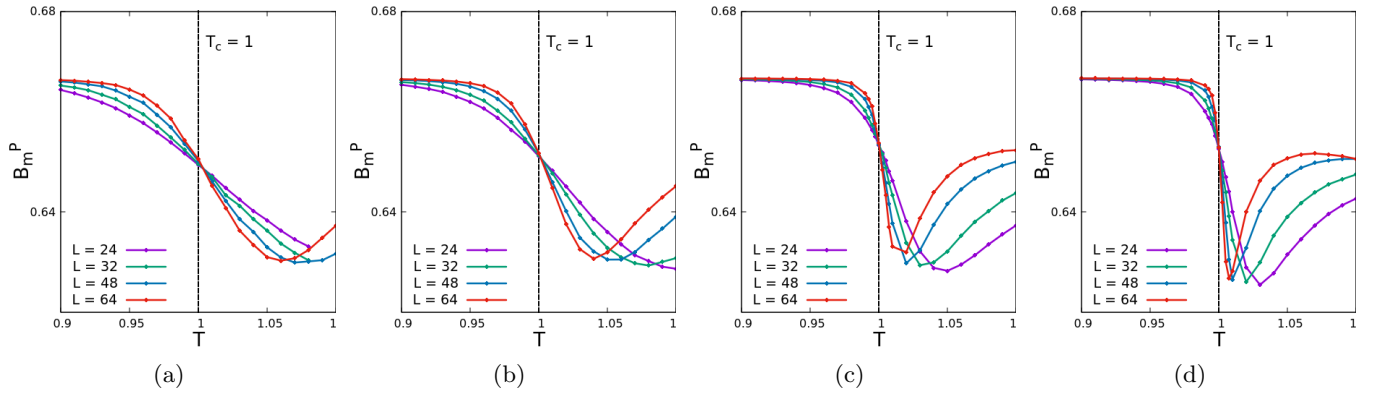 0.68
0.64
B_m^P
T_c = 1
L = 24
L = 32
L = 48
L = 64
0.9 0.95 1 1.05 1
T
(a)
0.68
0.64
B_m^P
T_c = 1
L = 24
L = 32
L = 48
L = 64
0.9 0.95 1 1.05 1
T
(b)
0.68
0.64
B_m^P
T_c = 1
L = 24
L = 32
L = 48
L = 64
0.9 0.95 1 1.05 1
T
(c)
0.68
0.64
B_m^P
T_c = 1
L = 24
L = 32
L = 48
L = 64
0.9 0.95 1 1.05 1
T
(d)